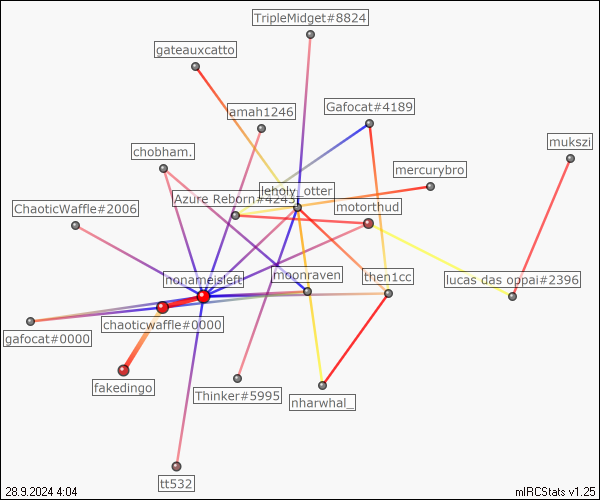 TripleMidget#8824
gateauxcatto
Gafocat#4189
amah1246
mukszi
chobham.
mercurybro
leholy_otter
Azure Reborn#4243
motorthud
ChaoticWaffle#2006
nonameisleft
moonraven
then1cc
lucas das oppai#2396
chaoticwaffle#0000
gafocat#0000
fakedingo
Thinker#5995
nharwhal_
tt532
28.9.2024 4:04
mIRCStats v1.25